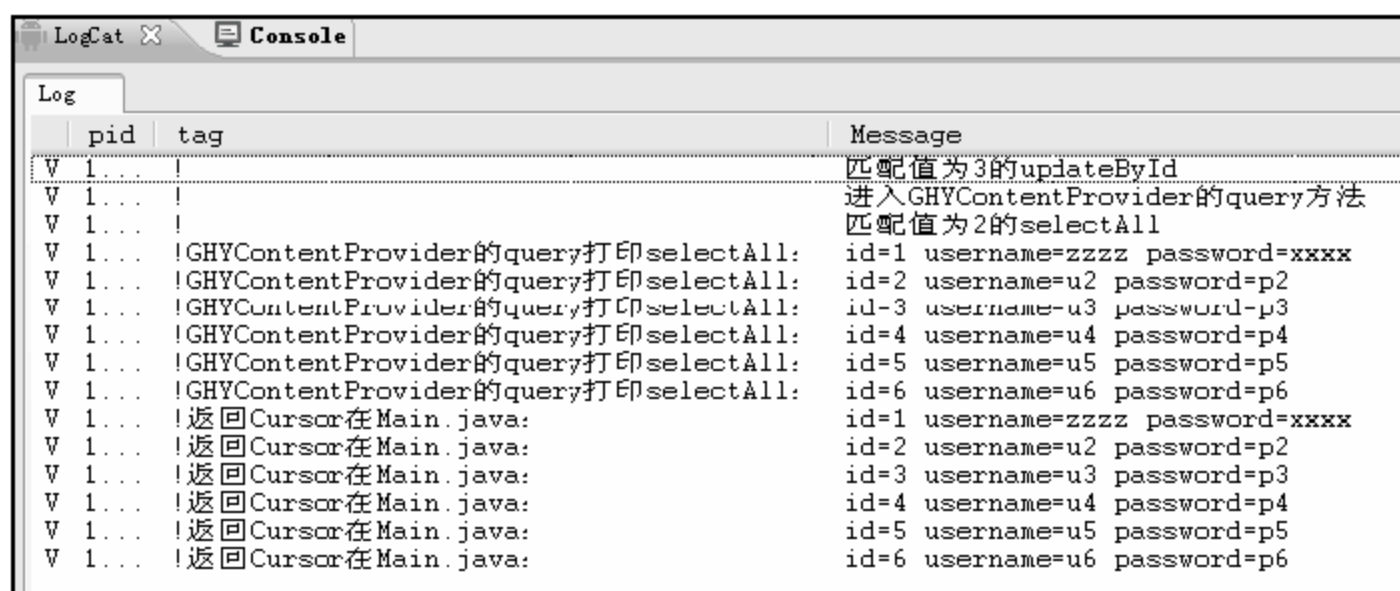 LogCat Console
Log
pid tag Message
V 1... ! 匹配值为3的updateById
V 1... ! 进入GHYContentProvider的query方法
V 1... ! 匹配值为2的selectAll
V 1... !GHYContentProvider的query打印selectAll: id=1 username=zzzz password=xxxx
V 1... !GHYContentProvider的query打印selectAll: id=2 username=u2 password=p2
V 1... !GHYContentProvider的query打印selectAll: id=3 username=u3 password=p3
V 1... !GHYContentProvider的query打印selectAll: id=4 username=u4 password=p4
V 1... !GHYContentProvider的query打印selectAll: id=5 username=u5 password=p5
V 1... !GHYContentProvider的query打印selectAll: id=6 username=u6 password=p6
V 1... !返回Cursor在Main.java: id=1 username=zzzz password=xxxx
V 1... !返回Cursor在Main.java: id=2 username=u2 password=p2
V 1... !返回Cursor在Main.java: id=3 username=u3 password=p3
V 1... !返回Cursor在Main.java: id=4 username=u4 password=p4
V 1... !返回Cursor在Main.java: id=5 username=u5 password=p5
V 1... !返回Cursor在Main.java: id=6 username=u6 password=p6